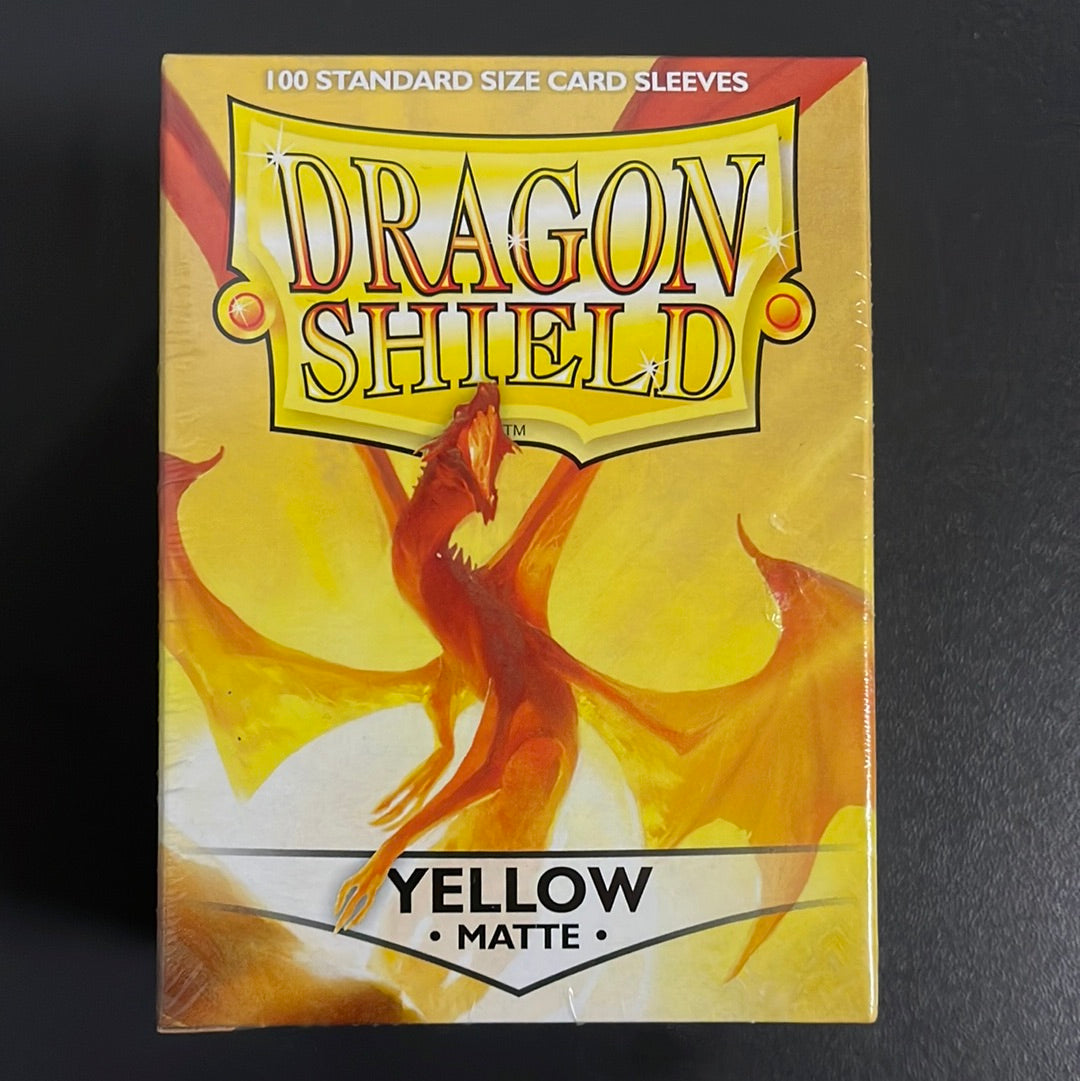 100 STANDARD SIZE CARD SLEEVES
DRAGON
SHIELD
TM
YELLOW
• MATTE •